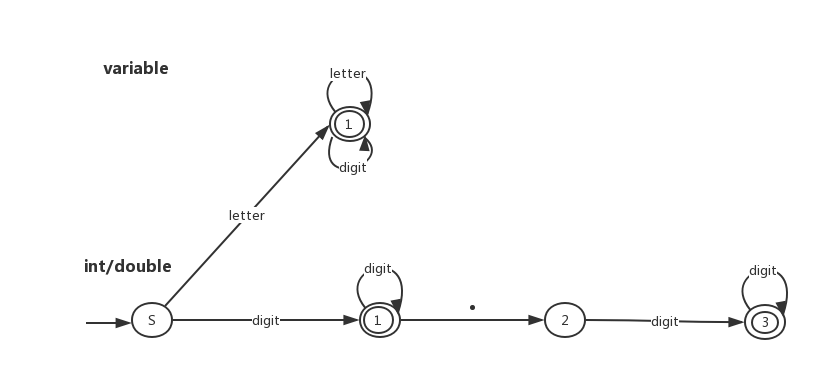 variable
letter
1
digit
letter
int/double
digit
digit
S
digit
1
.
2
digit
3